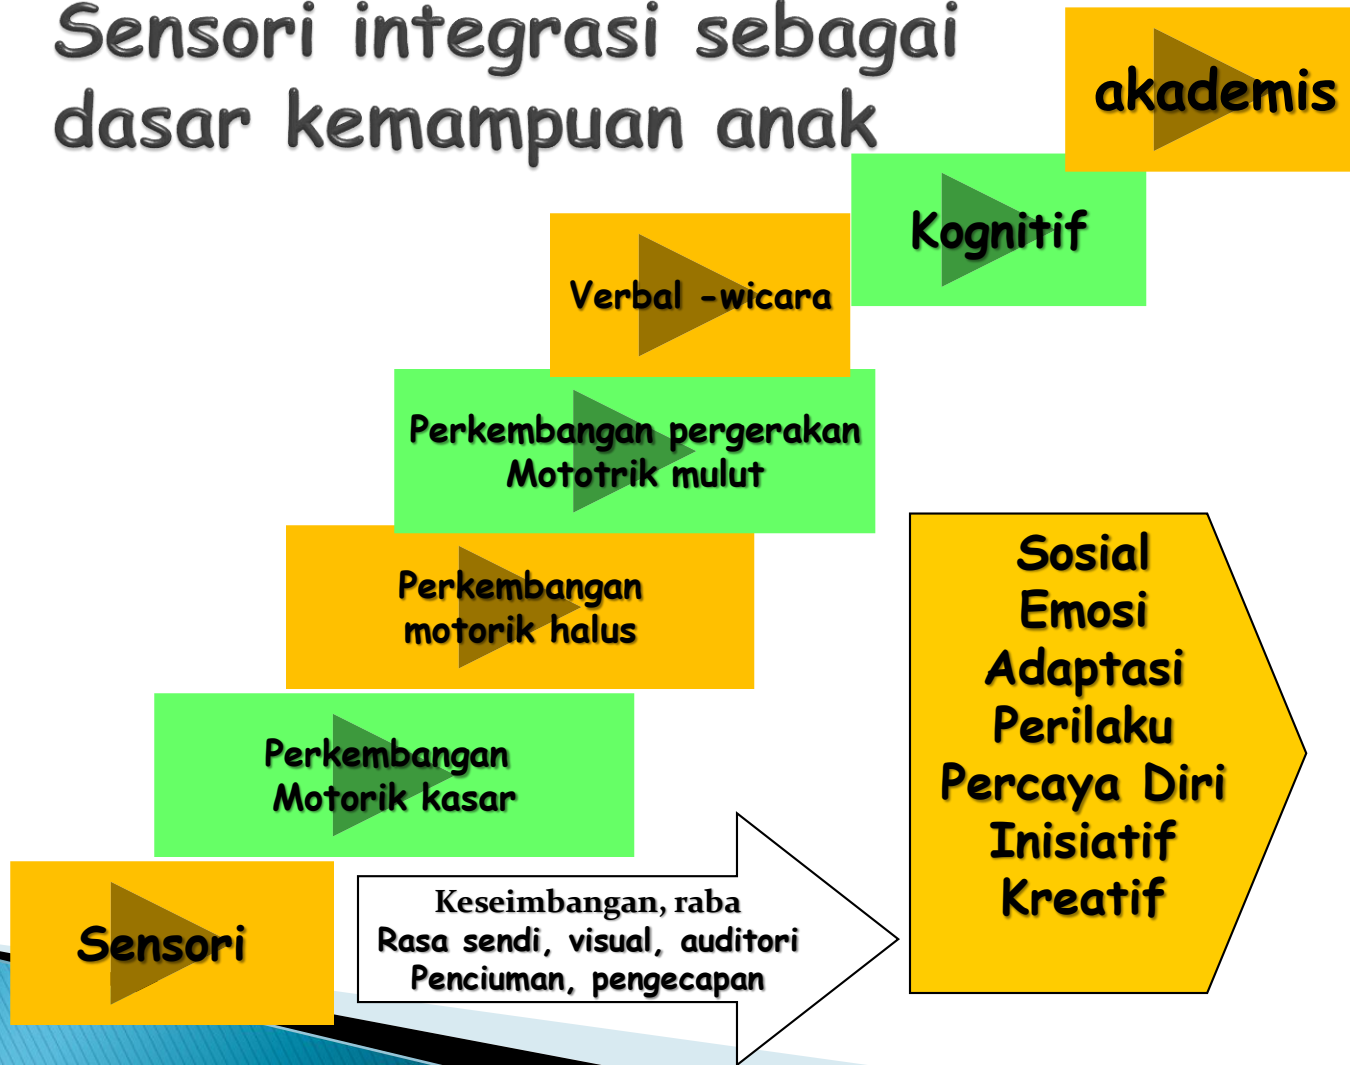 Sensori integrasi sebagai
dasar kemampuan anak
akademis
Kognitif
Verbal -wicara
Perkembangan pergerakan
Mototrik mulut
Perkembangan
motorik halus
Perkembangan
Motorik kasar
Sensori
Keseimbangan, raba
Rasa sendi, visual, auditori
Penciuman, pengecapan
Sosial
Emosi
Adaptasi
Perilaku
Percaya Diri
Inisiatif
Kreatif